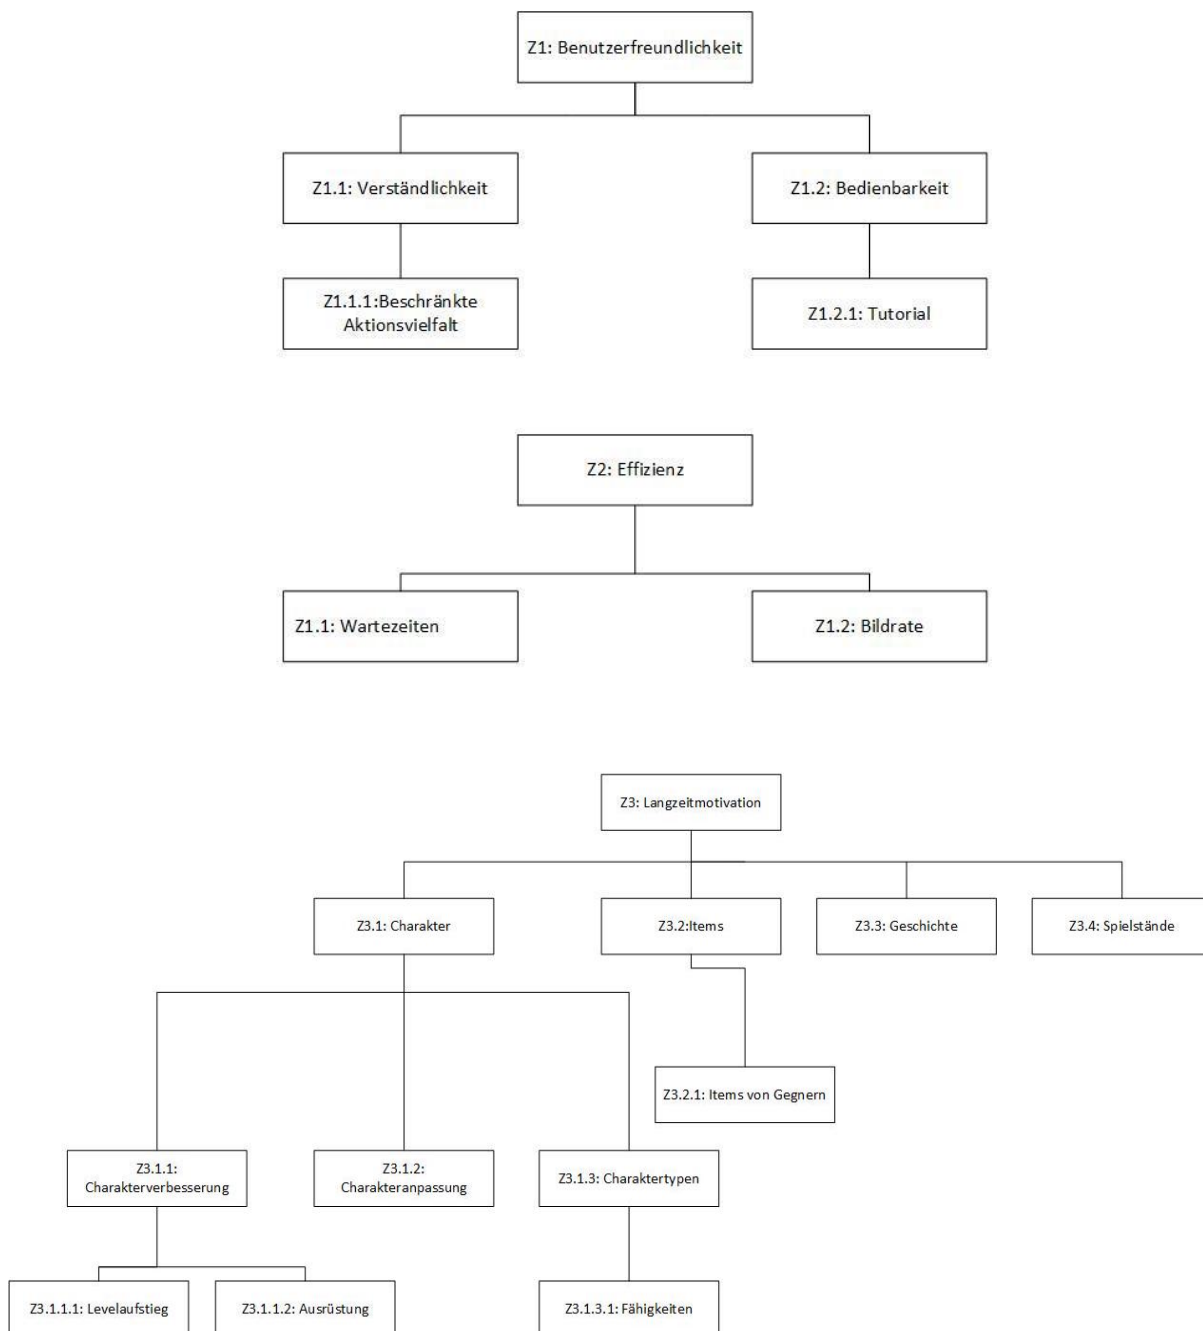 Z1: Benutzerfreundlichkeit
Z1.1: Verständlichkeit
Z1.2: Bedienbarkeit
Z1.1.1:Beschränkte
Aktionsvielfalt
Z1.2.1: Tutorial
Z2: Effizienz
Z1.1: Wartezeiten
Z1.2: Bildrate
Z3: Langzeitmotivation
Z3.1: Charakter
Z3.2:Items
Z3.3: Geschichte
Z3.4: Spielstände
Z3.2.1: Items von Gegnern
Z3.1.1:
Charakterverbesserung
Z3.1.2:
Charakteranpassung
Z3.1.3: Charaktertypen
Z3.1.1.1: Levelaufstieg
Z3.1.1.2: Ausrüstung
Z3.1.3.1: Fähigkeiten